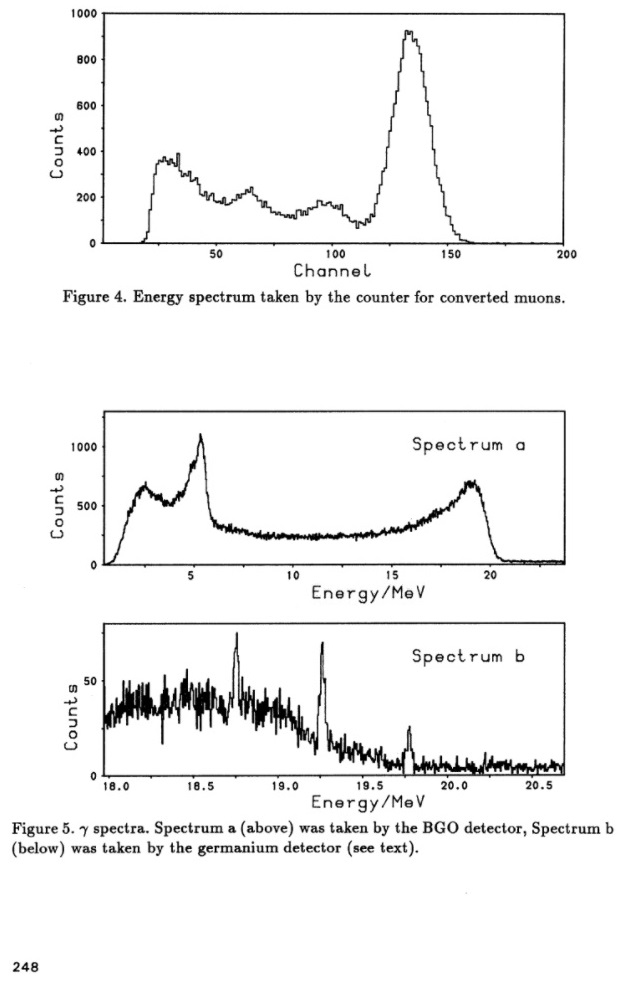 1000
800
600
400
200
0
Counts
50 100 150 200
Channel
Figure 4. Energy spectrum taken by the counter for converted muons.
1000
500
0
Counts
Spectrum a
5 10 15 20
Energy/MeV
50
0
Counts
Spectrum b
18.0 18.5 19.0 19.5 20.0 20.5
Energy/MeV
Figure 5. γ spectra. Spectrum a (above) was taken by the BGO detector, Spectrum b
(below) was taken by the germanium detector (see text).
248